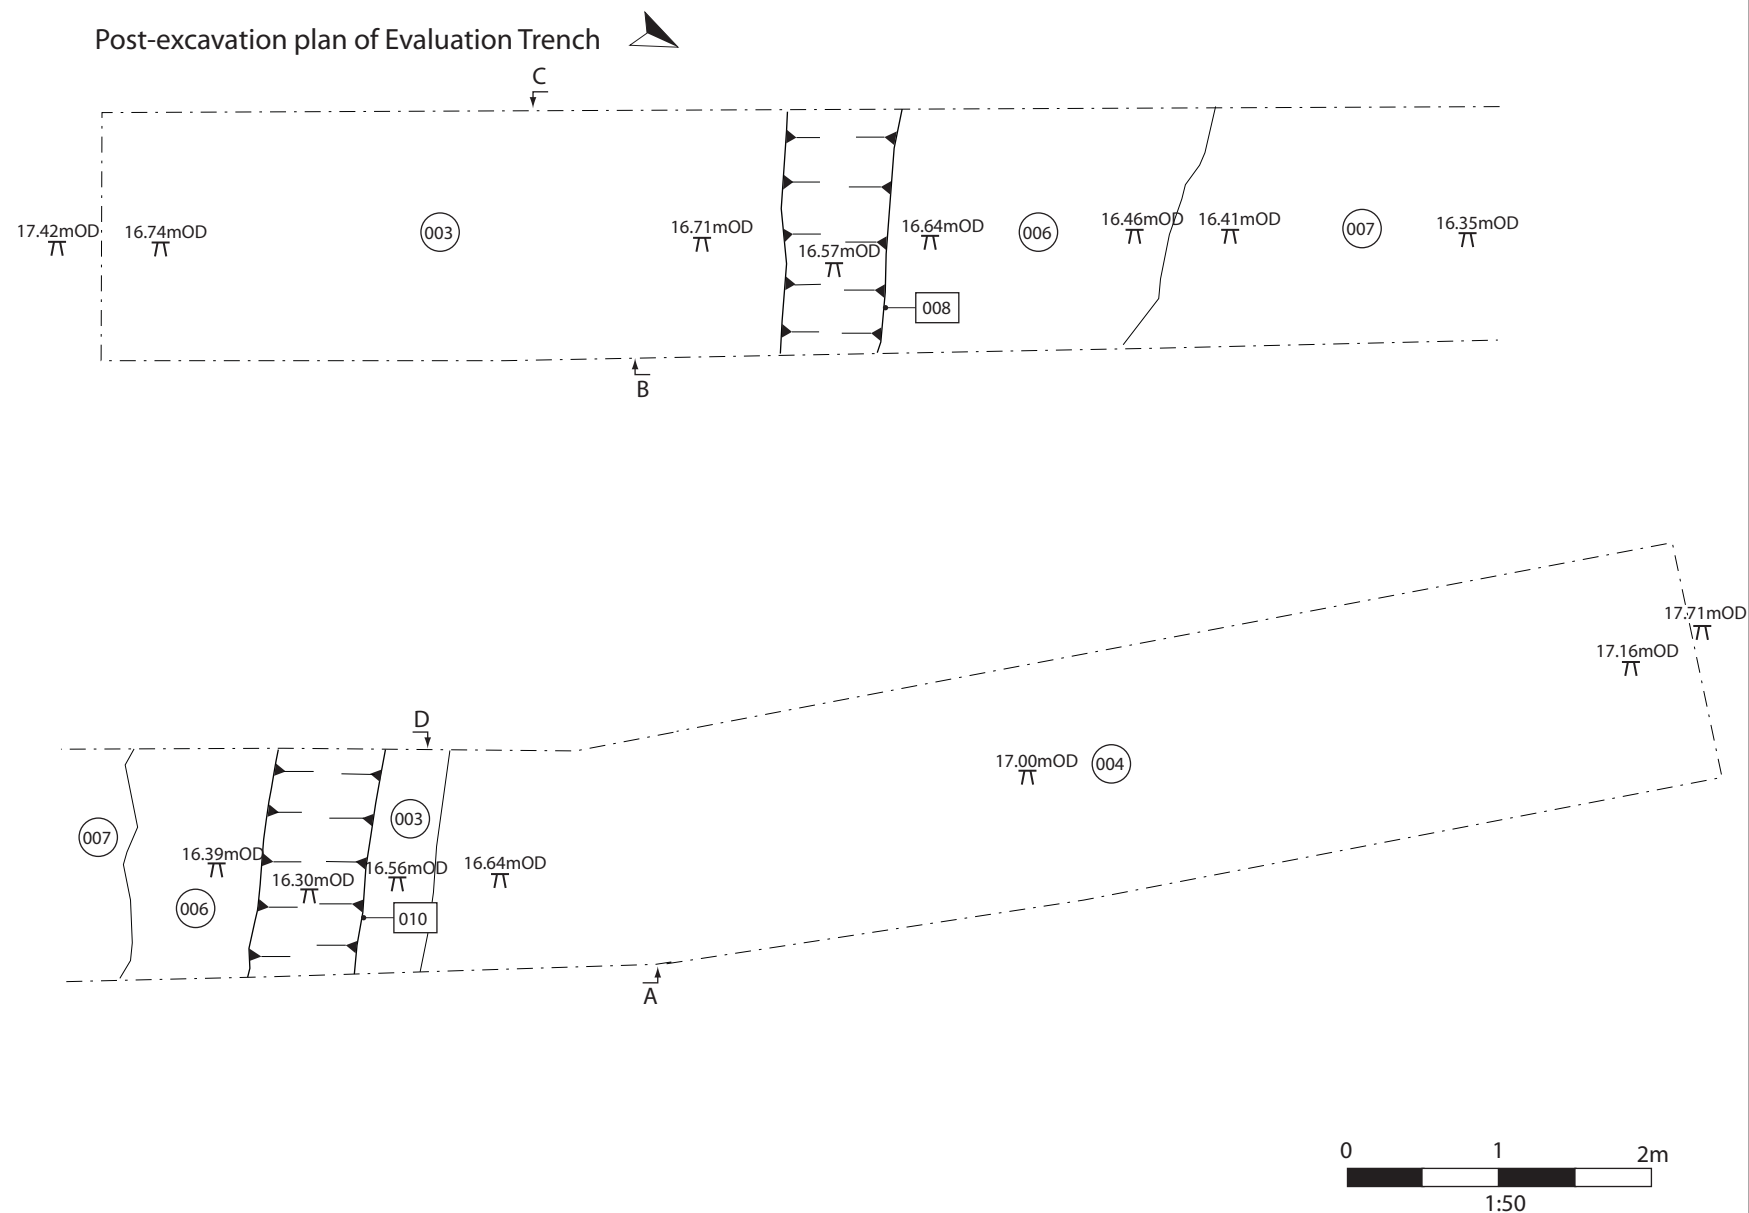 Post-excavation plan of Evaluation Trench
C
17.42mOD
16.74mOD
003
16.71mOD
16.57mOD
16.64mOD
006
16.46mOD
16.41mOD
007
16.35mOD
008
B
17.71mOD
17.16mOD
D
17.00mOD
004
007
003
16.39mOD
16.30mOD
16.56mOD
16.64mOD
006
010
A
0 1 2m
1:50